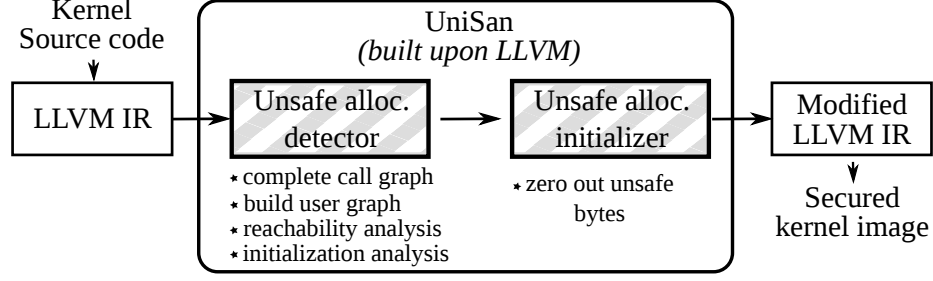 Kernel
Source code
LLVM IR
UniSan
(built upon LLVM)
Unsafe alloc.
detector
⋆ complete call graph
⋆ build user graph
⋆ reachability analysis
⋆ initialization analysis
Unsafe alloc.
initializer
⋆ zero out unsafe
bytes
Modified
LLVM IR
Secured
kernel image